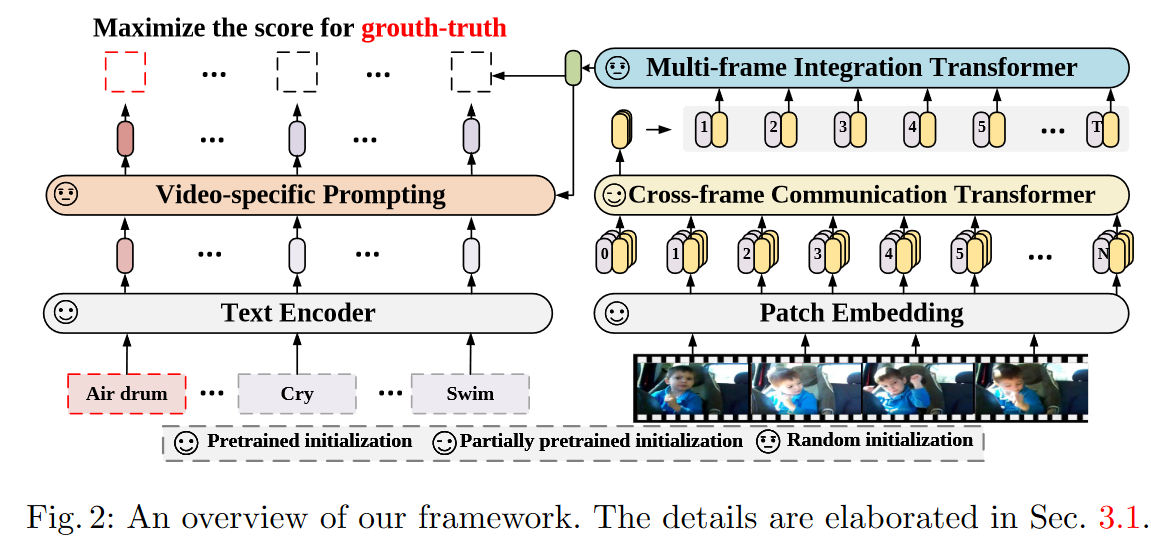 Maximize the score for grouth-truth
... ...
... ...
Video-specific Prompting
... ...
Text Encoder
Air drum ... Cry ... Swim
Multi-frame Integration Transformer
1 2 3 4 5 ... T
Cross-frame Communication Transformer
0 1 2 3 4 5 ... N
Patch Embedding
Pretrained initialization Partially pretrained initialization Random initialization
Fig. 2: An overview of our framework. The details are elaborated in Sec. 3.1.